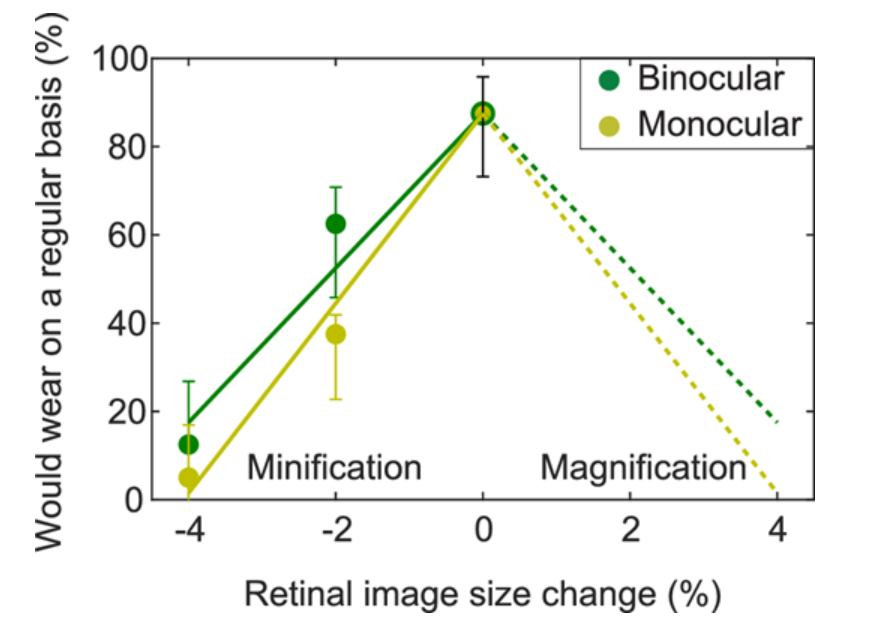 Would wear on a regular basis (%)
100
80
60
40
20
0
Binocular
Monocular
Minification
Magnification
-4
-2
0
2
4
Retinal image size change (%)